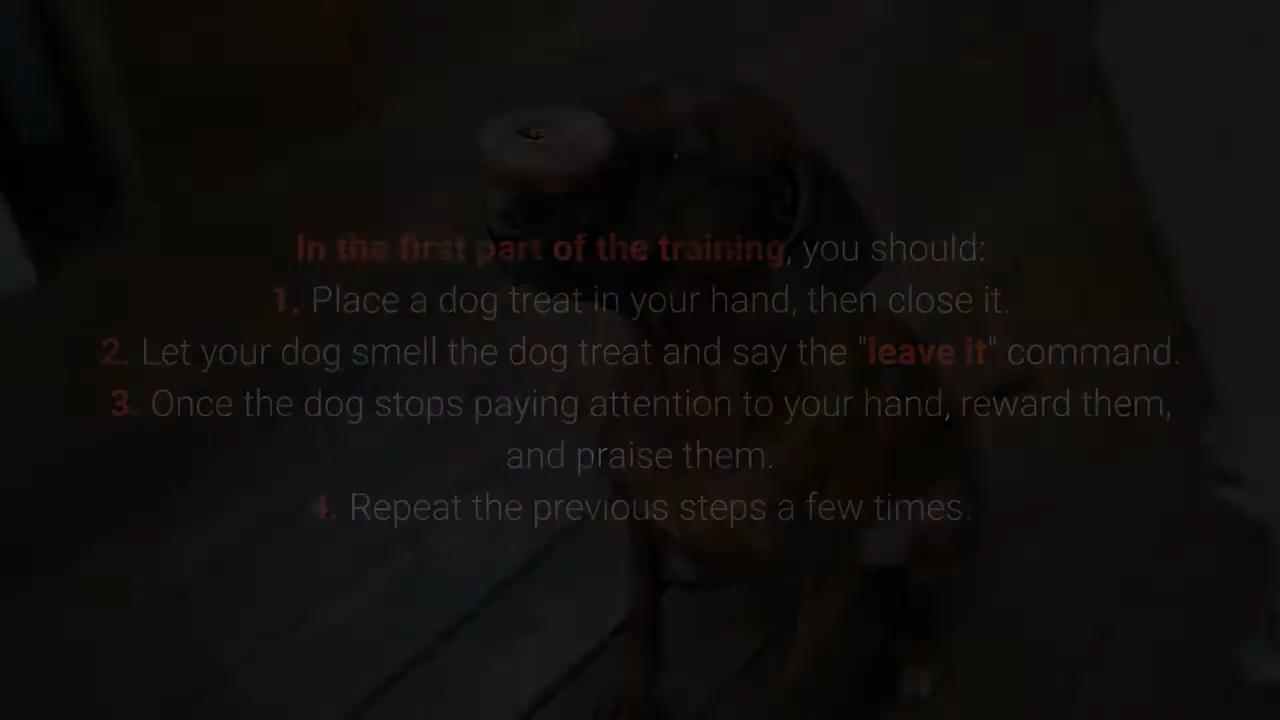 In the first part of the training, you should:
1. Place a dog treat in your hand, then close it.
2. Let your dog smell the dog treat and say the "leave it" command.
3. Once the dog stops paying attention to your hand, reward them,
and praise them.
4. Repeat the previous steps a few times.